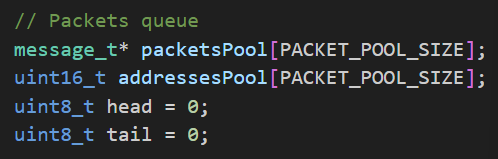 // Packets queue
message_t* packetsPool[PACKET_POOL_SIZE];
uint16_t addressesPool[PACKET_POOL_SIZE];
uint8_t head = 0;
uint8_t tail = 0;